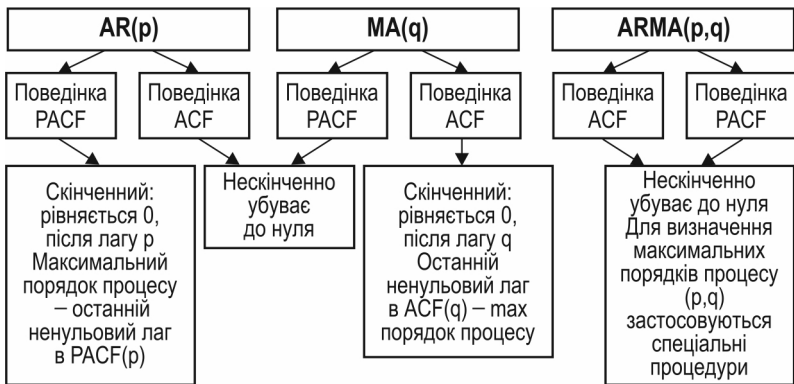 AR(p)
MA(q)
ARMA(p,q)
Поведінка
PACF
Поведінка
ACF
Поведінка
PACF
Поведінка
ACF
Поведінка
ACF
Поведінка
PACF
Скінченний:
рівняється 0,
після лагу p
Максимальний
порядок процесу
– останній
ненульовий лаг
в PACF(p)
Нескінченно
убуває
до нуля
Скінченний:
рівняється 0,
після лагу q
Останній
ненульовий лаг
в ACF(q) – max
порядок процесу
Нескінченно
убуває до нуля
Для визначення
максимальних
порядків процесу
(p,q)
застосовуються
спеціальні
процедури